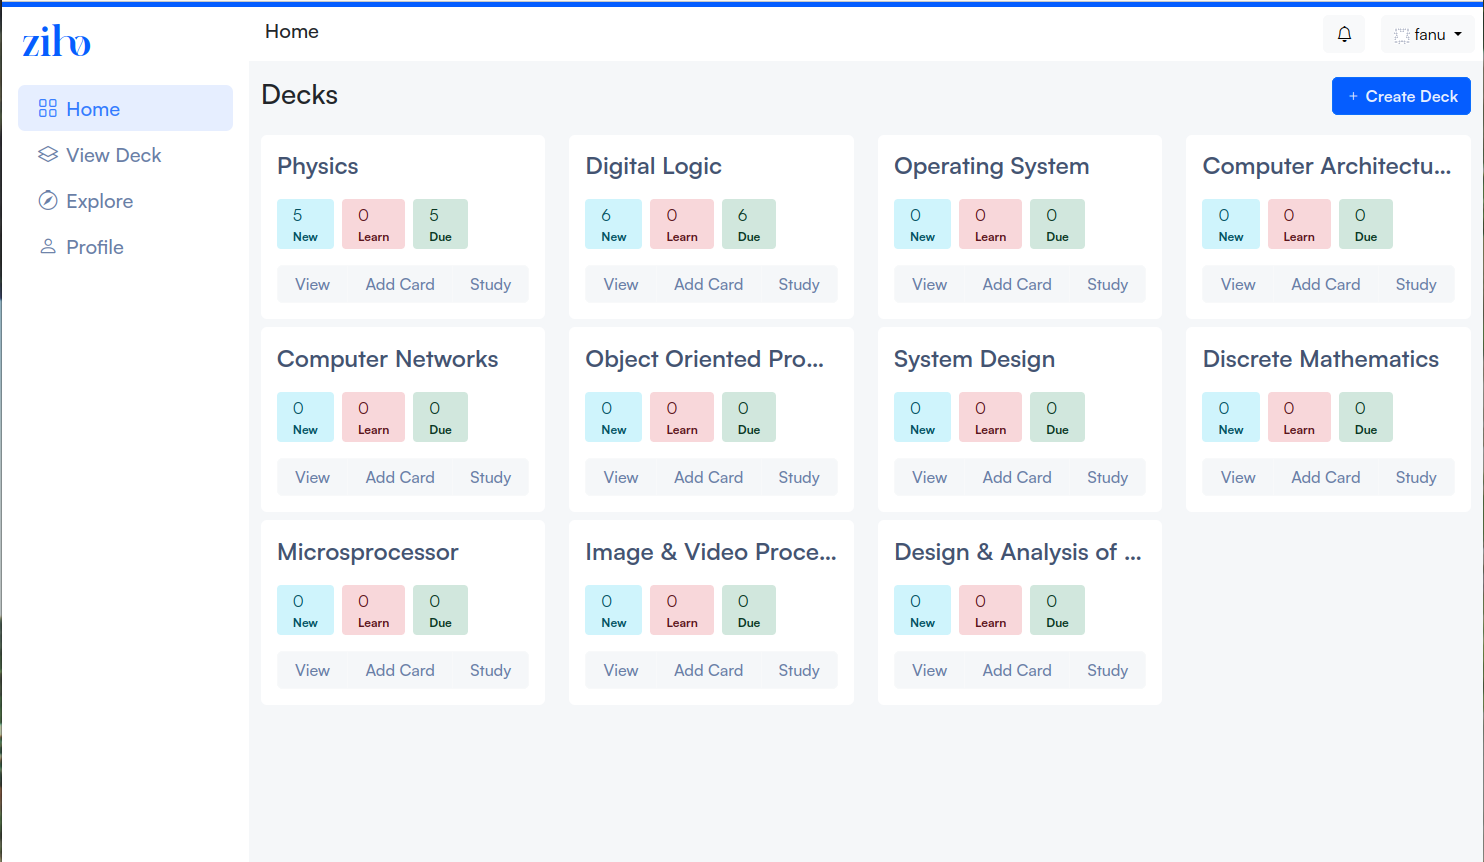 ziho
Home
fanu
Home
View Deck
Explore
Profile
Decks
+ Create Deck
Physics
5 0 5
New Learn Due
View Add Card Study
Digital Logic
6 0 6
New Learn Due
View Add Card Study
Operating System
0 0 0
New Learn Due
View Add Card Study
Computer Architectu...
0 0 0
New Learn Due
View Add Card Study
Computer Networks
0 0 0
New Learn Due
View Add Card Study
Object Oriented Pro...
0 0 0
New Learn Due
View Add Card Study
System Design
0 0 0
New Learn Due
View Add Card Study
Discrete Mathematics
0 0 0
New Learn Due
View Add Card Study
Microsprocessor
0 0 0
New Learn Due
View Add Card Study
Image & Video Proce...
0 0 0
New Learn Due
View Add Card Study
Design & Analysis of ...
0 0 0
New Learn Due
View Add Card Study